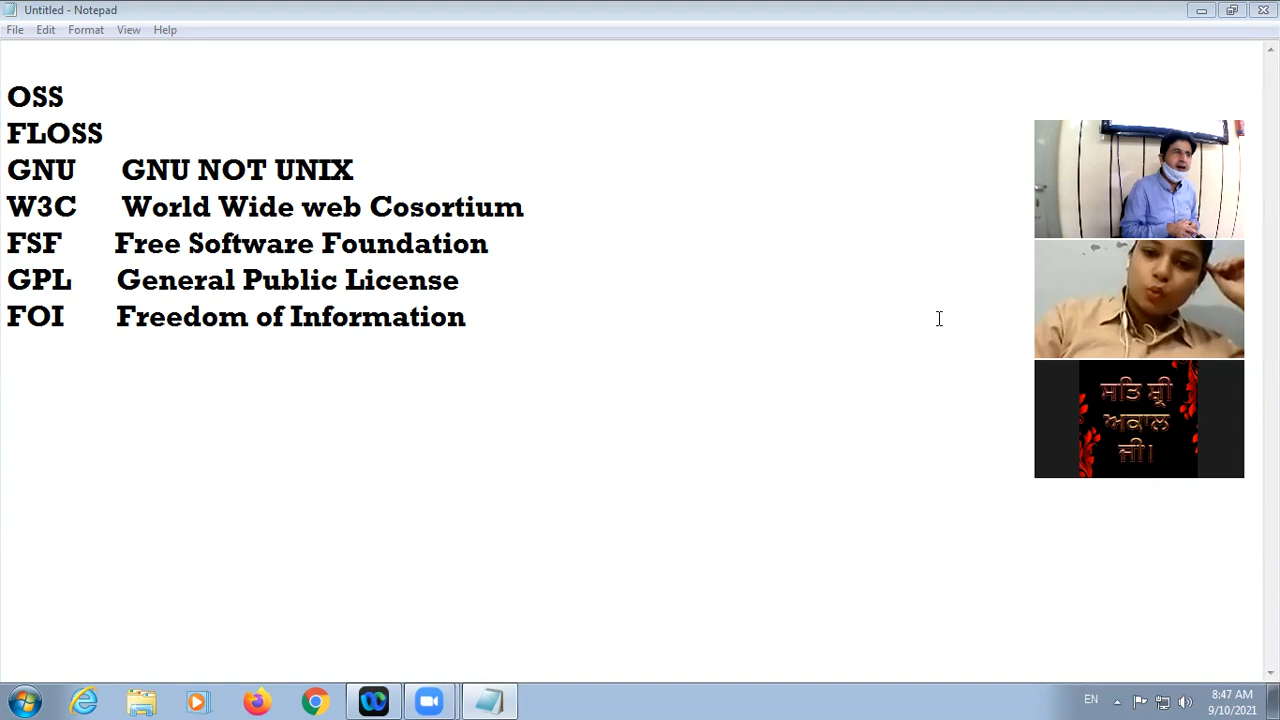 Untitled - Notepad
File Edit Format View Help
OSS
FLOSS
GNU GNU NOT UNIX
W3C World Wide web Cosortium
FSF Free Software Foundation
GPL General Public License
FOI Freedom of Information
ਸਤਿ ਸ਼੍ਰੀ
ਅਕਾਲ
ਜੀ।
EN
8:47 AM
9/10/2021